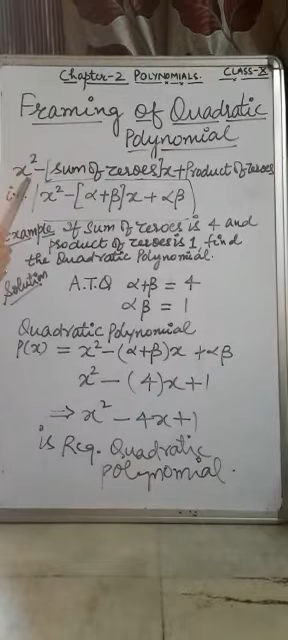 Chapter-2 POLYNOMIALS. CLASS-X
Framing of Quadratic
Polynomial
x² - [Sum of zeroes]x + Product of zeroes
x² - [α+β]x + αβ
Example If Sum of zeroes is 4 and
product of zeroes is 1, find
the Quadratic Polynomial.
Solution A.T.Q α+β = 4
αβ = 1
Quadratic Polynomial
P(x) = x² - (α+β)x + αβ
x² - (4)x + 1
⇒ x² - 4x + 1
is Req. Quadratic
polynomial.